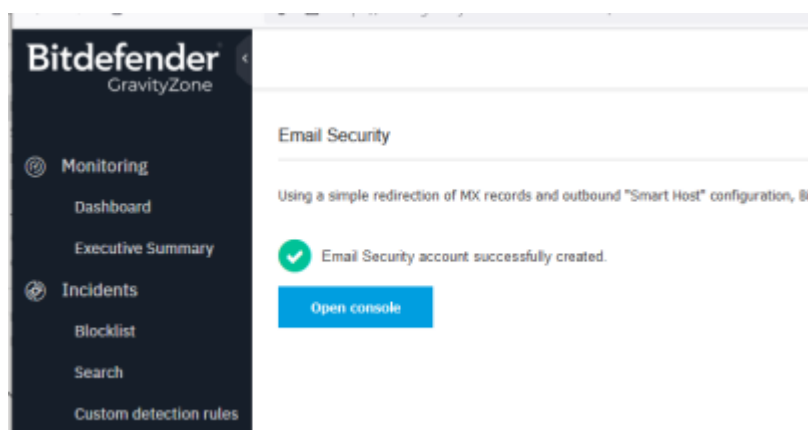 Bitdefender
GravityZone
Monitoring
Dashboard
Executive Summary
Incidents
Blocklist
Search
Custom detection rules
Email Security
Using a simple redirection of MX records and outbound "Smart Host" configuration,
Email Security account successfully created.
Open console